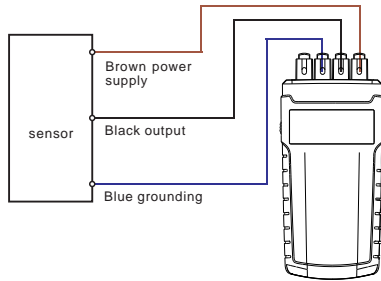 Brown power
supply
sensor
Black output
Blue grounding